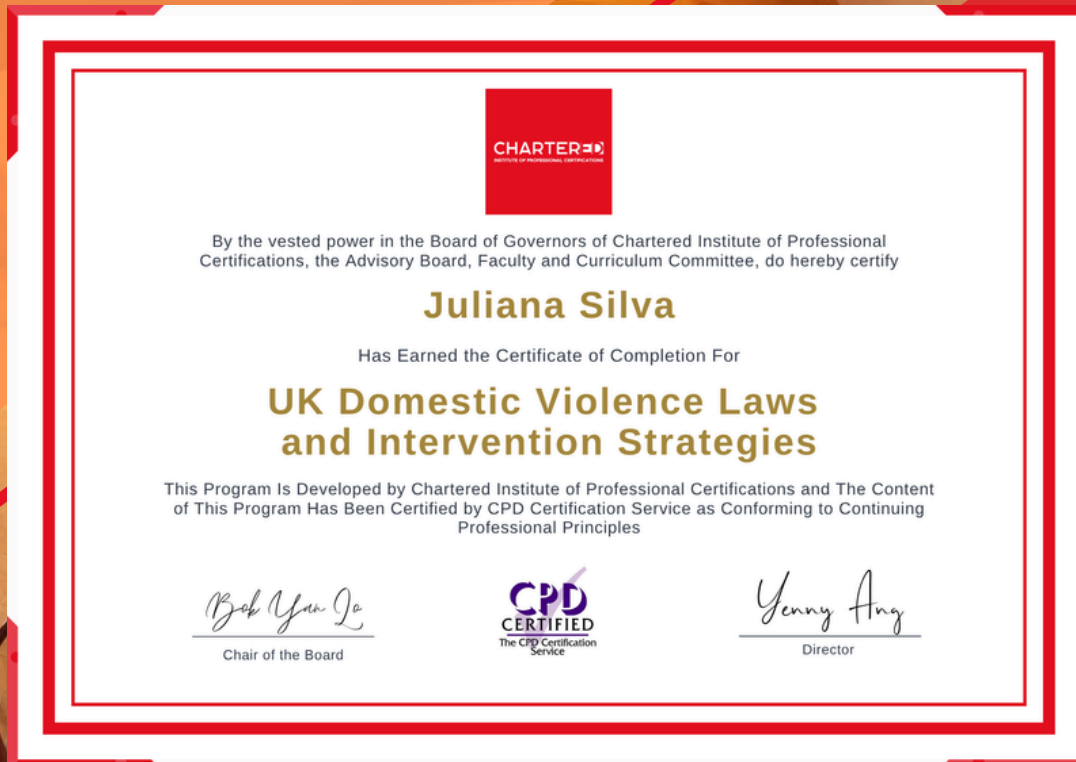 CHARTERED
INSTITUTE OF PROFESSIONAL CERTIFICATIONS
By the vested power in the Board of Governors of Chartered Institute of Professional
Certifications, the Advisory Board, Faculty and Curriculum Committee, do hereby certify
Juliana Silva
Has Earned the Certificate of Completion For
UK Domestic Violence Laws
and Intervention Strategies
This Program Is Developed by Chartered Institute of Professional Certifications and The Content
of This Program Has Been Certified by CPD Certification Service as Conforming to Continuing
Professional Principles
Bok Yan Lo
Chair of the Board
CPD
CERTIFIED
The CPD Certification
Service
Yenny Ang
Director